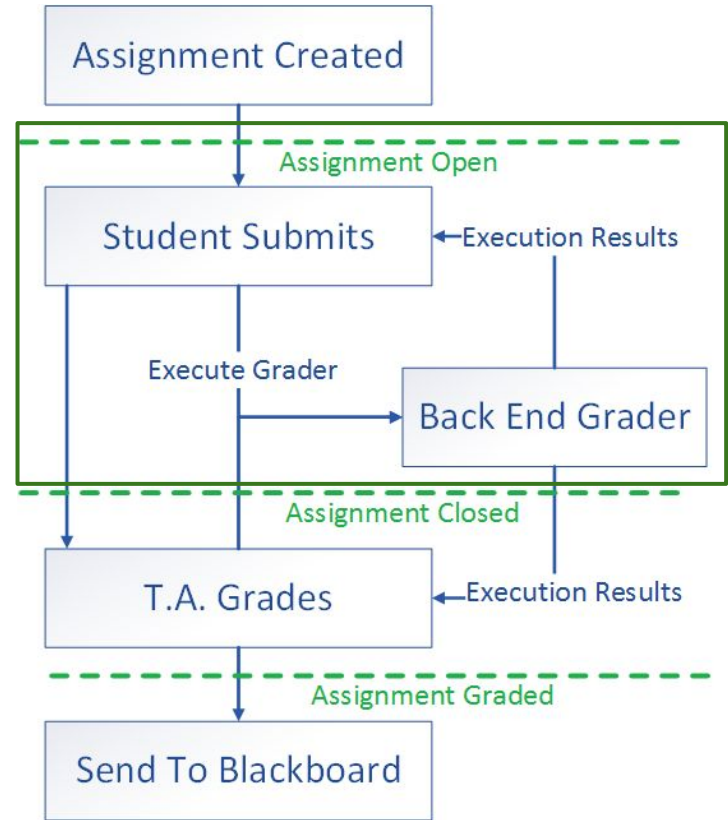 Assignment Created
Assignment Open
Student Submits
Execution Results
Execute Grader
Back End Grader
Assignment Closed
T.A. Grades
Execution Results
Assignment Graded
Send To Blackboard